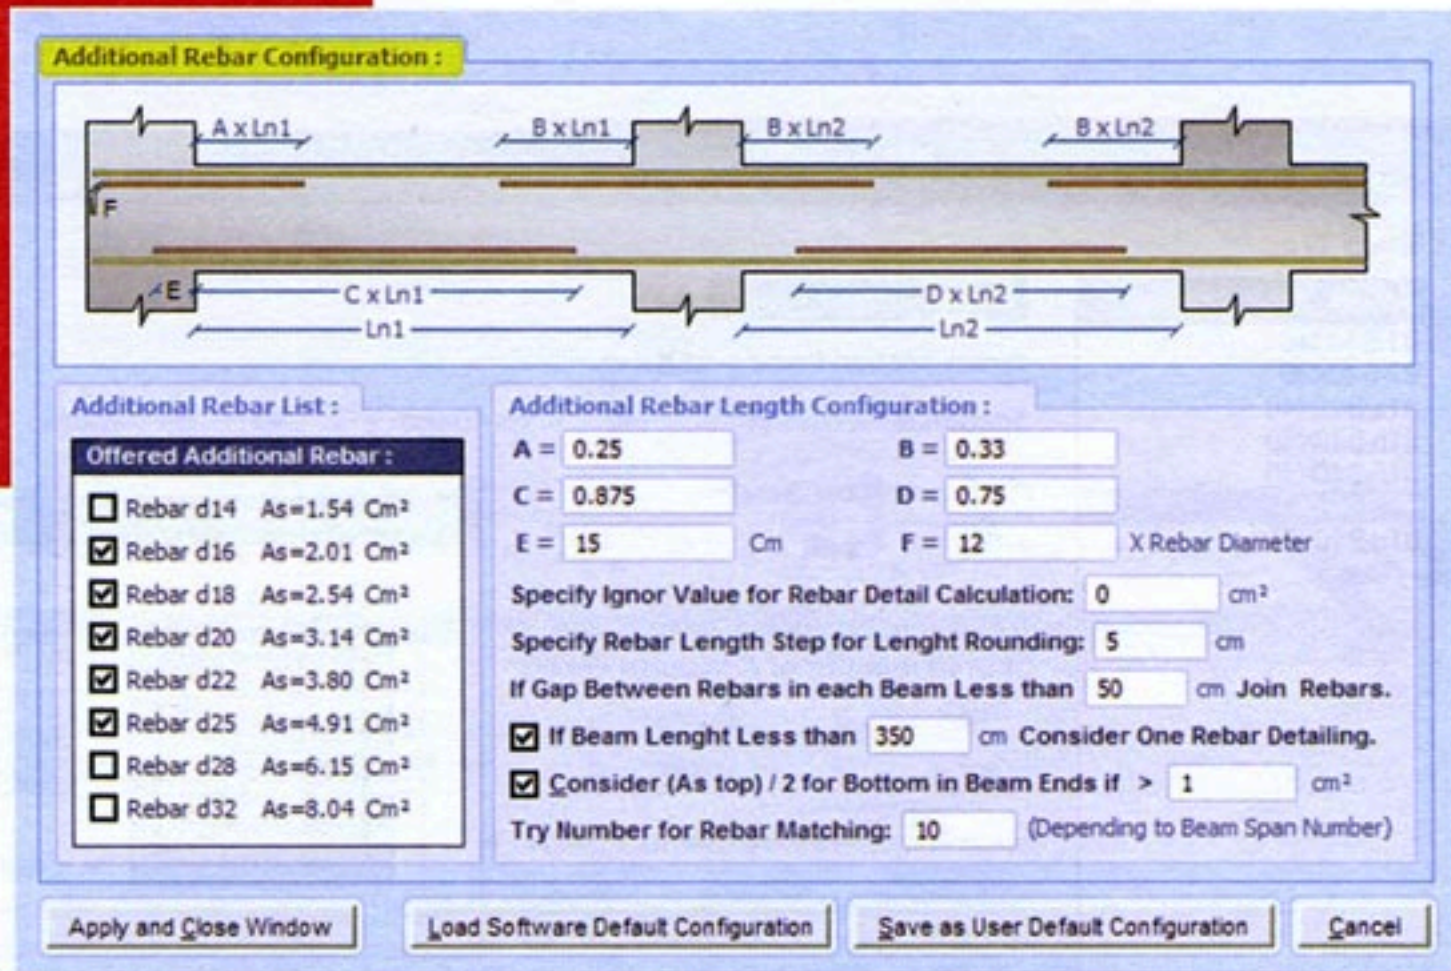 Additional Rebar Configuration :
A x Ln1 B x Ln1 B x Ln2 B x Ln2
F
E C x Ln1 D x Ln2
Ln1 Ln2
Additional Rebar List :
Offered Additional Rebar :
Rebar d14 As=1.54 Cm²
Rebar d16 As=2.01 Cm²
Rebar d18 As=2.54 Cm²
Rebar d20 As=3.14 Cm²
Rebar d22 As=3.80 Cm²
Rebar d25 As=4.91 Cm²
Rebar d28 As=6.15 Cm²
Rebar d32 As=8.04 Cm²
Additional Rebar Length Configuration :
A = 0.25 B = 0.33
C = 0.875 D = 0.75
E = 15 Cm F = 12 X Rebar Diameter
Specify Ignor Value for Rebar Detail Calculation: 0 cm²
Specify Rebar Length Step for Lenght Rounding: 5 cm
If Gap Between Rebars in each Beam Less than 50 cm Join Rebars.
If Beam Lenght Less than 350 cm Consider One Rebar Detailing.
Consider (As top) / 2 for Bottom in Beam Ends if > 1 cm²
Try Number for Rebar Matching: 10 (Depending to Beam Span Number)
Apply and Close Window Load Software Default Configuration Save as User Default Configuration Cancel